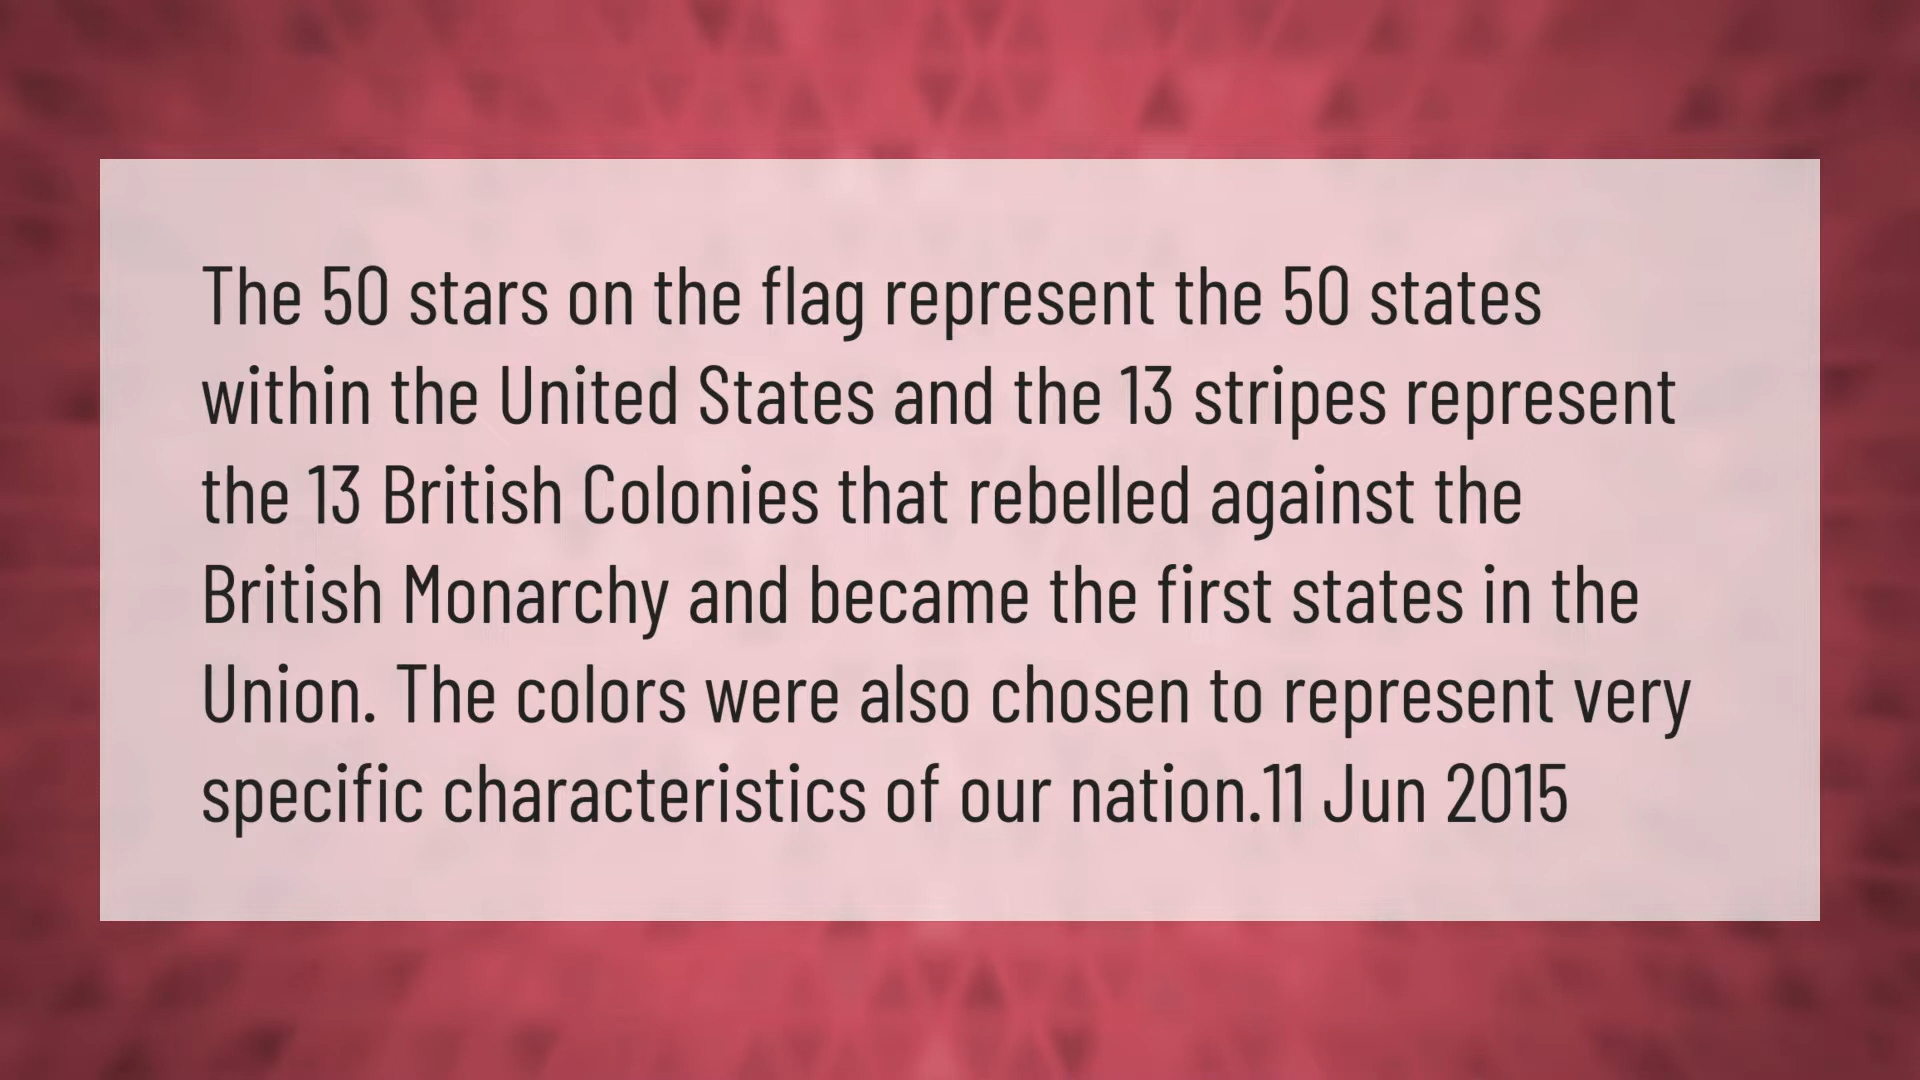 The 50 stars on the flag represent the 50 states
within the United States and the 13 stripes represent
the 13 British Colonies that rebelled against the
British Monarchy and became the first states in the
Union. The colors were also chosen to represent very
specific characteristics of our nation.11 Jun 2015